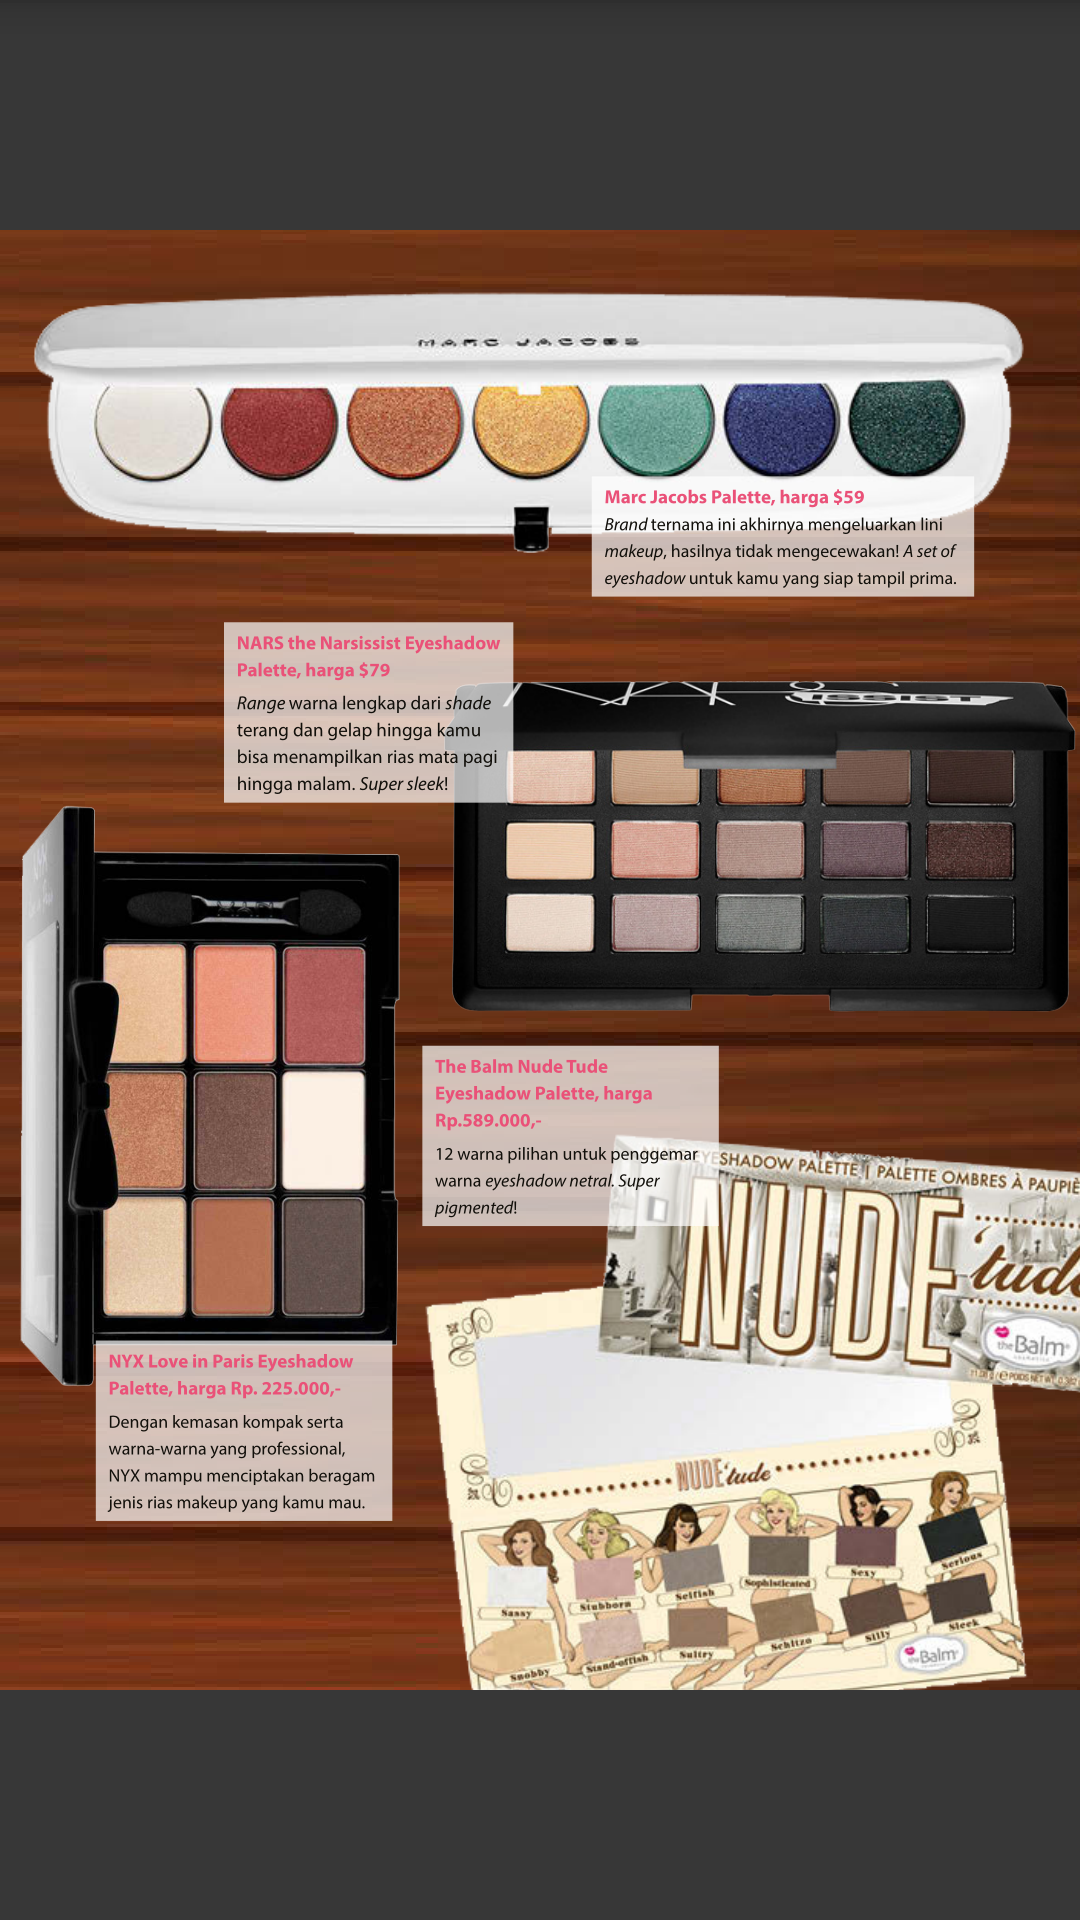 MARC JACOBS
Marc Jacobs Palette, harga $59
Brand ternama ini akhirnya mengeluarkan lini
makeup, hasilnya tidak mengecewakan! A set of
eyeshadow untuk kamu yang siap tampil prima.
NARS the Narsissist Eyeshadow
Palette, harga $79
Range warna lengkap dari shade
terang dan gelap hingga kamu
bisa menampilkan rias mata pagi
hingga malam. Super sleek!
The Balm Nude Tude
Eyeshadow Palette, harga
Rp.589.000,-
12 warna pilihan untuk penggemar
warna eyeshadow netral. Super
pigmented!
EYESHADOW PALETTE | PALETTE OMBRES À PAUPIÈ
NUDE
'tude
theBalm®
cosmetics
NYX Love in Paris Eyeshadow
Palette, harga Rp. 225.000,-
Dengan kemasan kompak serta
warna-warna yang professional,
NYX mampu menciptakan beragam
jenis rias makeup yang kamu mau.
NUDE'tude
Sassy
Stubborn
Selfish
Sophisticated
Sexy
Serious
Snobby
Stand-offish
Sultry
Schitzo
Silly
Sleek
theBalm